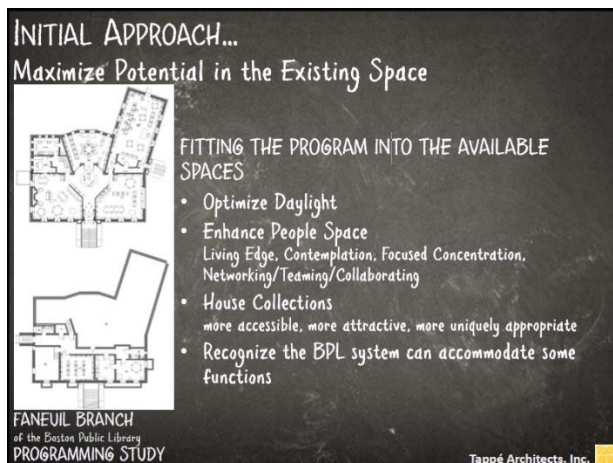 INITIAL APPROACH...
Maximize Potential in the Existing Space
FITTING THE PROGRAM INTO THE AVAILABLE
SPACES
• Optimize Daylight
• Enhance People Space
Living Edge, Contemplation, Focused Concentration,
Networking/Teaming/Collaborating
• House Collections
more accessible, more attractive, more uniquely appropriate
• Recognize the BPL system can accommodate some
functions
FANEUIL BRANCH
of the Boston Public Library
PROGRAMMING STUDY
Tappé Architects, Inc.